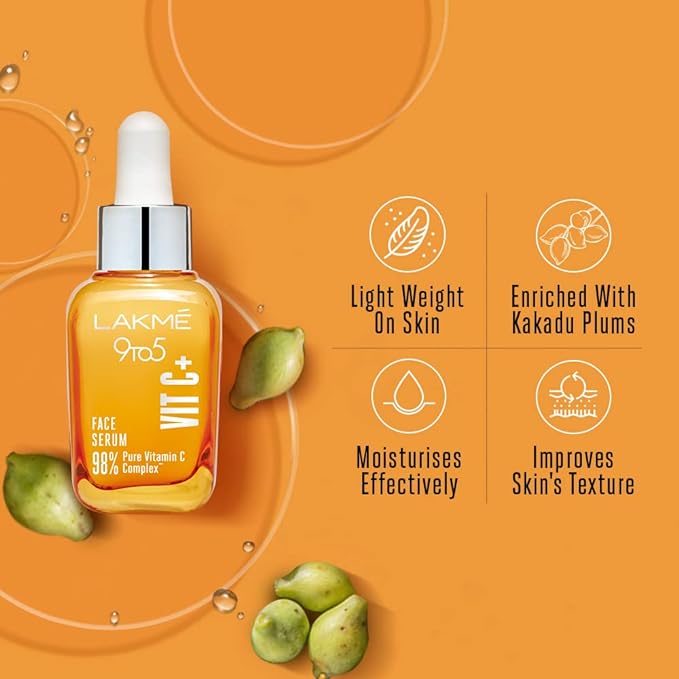 LAKMÉ
9TO5
VIT C+
FACE
SERUM
98% Pure Vitamin C
Complex™
Light Weight
On Skin
Enriched With
Kakadu Plums
Moisturises
Effectively
Improves
Skin's Texture